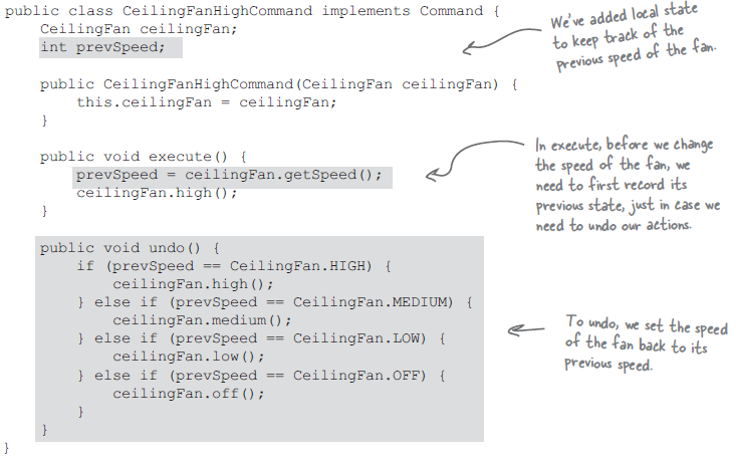 public class CeilingFanHighCommand implements Command {
    CeilingFan ceilingFan;
    int prevSpeed;
We've added local state
to keep track of the
previous speed of the fan.
    public CeilingFanHighCommand(CeilingFan ceilingFan) {
        this.ceilingFan = ceilingFan;
    }
    public void execute() {
        prevSpeed = ceilingFan.getSpeed();
        ceilingFan.high();
    }
In execute, before we change
the speed of the fan, we
need to first record its
previous state, just in case we
need to undo our actions.
    public void undo() {
        if (prevSpeed == CeilingFan.HIGH) {
            ceilingFan.high();
        } else if (prevSpeed == CeilingFan.MEDIUM) {
            ceilingFan.medium();
        } else if (prevSpeed == CeilingFan.LOW) {
            ceilingFan.low();
        } else if (prevSpeed == CeilingFan.OFF) {
            ceilingFan.off();
        }
    }
To undo, we set the speed
of the fan back to its
previous speed.
}